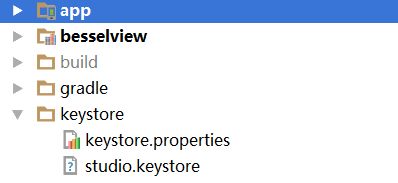 app
besselview
build
gradle
keystore
keystore.properties
studio.keystore